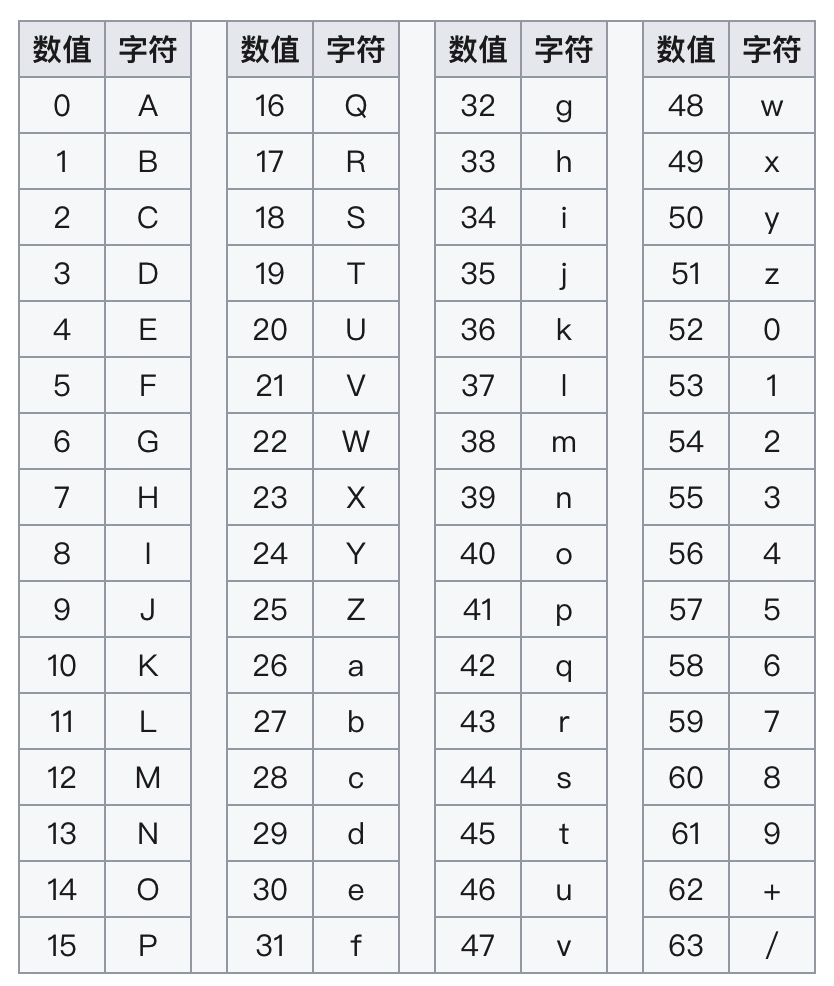 数值 字符 数值 字符 数值 字符 数值 字符
0 A 16 Q 32 g 48 w
1 B 17 R 33 h 49 x
2 C 18 S 34 i 50 y
3 D 19 T 35 j 51 z
4 E 20 U 36 k 52 0
5 F 21 V 37 l 53 1
6 G 22 W 38 m 54 2
7 H 23 X 39 n 55 3
8 I 24 Y 40 o 56 4
9 J 25 Z 41 p 57 5
10 K 26 a 42 q 58 6
11 L 27 b 43 r 59 7
12 M 28 c 44 s 60 8
13 N 29 d 45 t 61 9
14 O 30 e 46 u 62 +
15 P 31 f 47 v 63 /